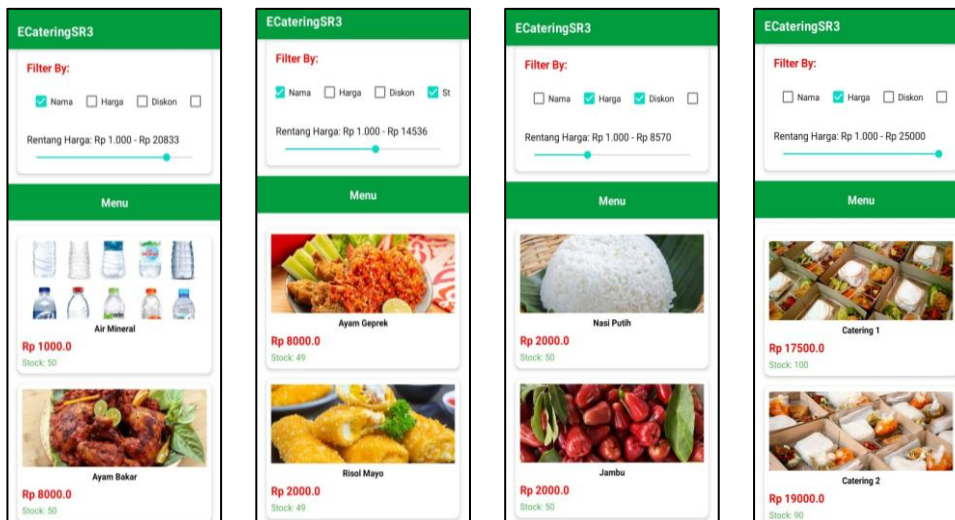 ECateringSR3
Filter By:
Nama Harga Diskon
Rentang Harga: Rp 1.000 - Rp 20833
Menu
Air Mineral
Rp 1000.0
Stock: 50
Ayam Bakar
Rp 8000.0
Stock: 50
ECateringSR3
Filter By:
Nama Harga Diskon St
Rentang Harga: Rp 1.000 - Rp 14536
Menu
Ayam Geprek
Rp 8000.0
Stock: 49
Risol Mayo
Rp 2000.0
Stock: 49
ECateringSR3
Filter By:
Nama Harga Diskon
Rentang Harga: Rp 1.000 - Rp 8570
Menu
Nasi Putih
Rp 2000.0
Stock: 50
Jambu
Rp 2000.0
Stock: 50
ECateringSR3
Filter By:
Nama Harga Diskon
Rentang Harga: Rp 1.000 - Rp 25000
Menu
Catering 1
Rp 17500.0
Stock: 100
Catering 2
Rp 19000.0
Stock: 90